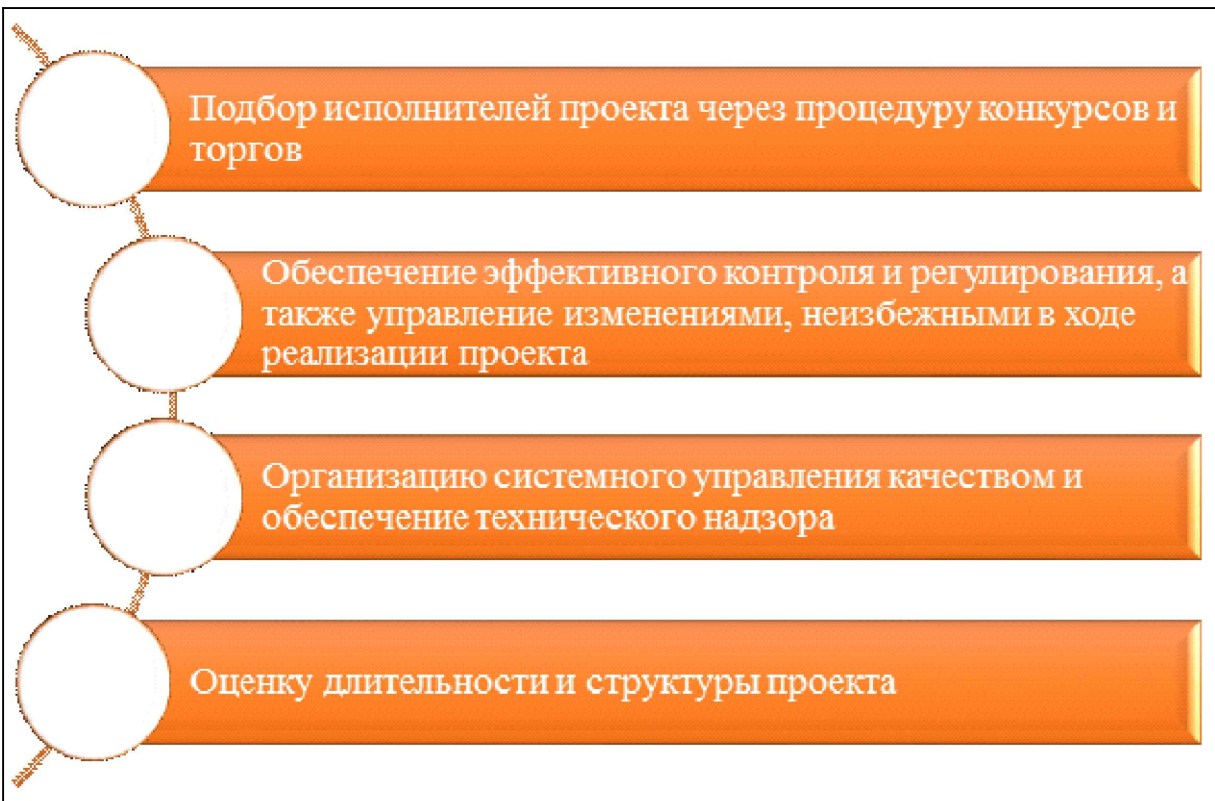 Подбор исполнителей проекта через процедуру конкурсов и
торгов
Обеспечение эффективного контроля и регулирования, а
также управление изменениями, неизбежными в ходе
реализации проекта
Организацию системного управления качеством и
обеспечение технического надзора
Оценку длительности и структуры проекта